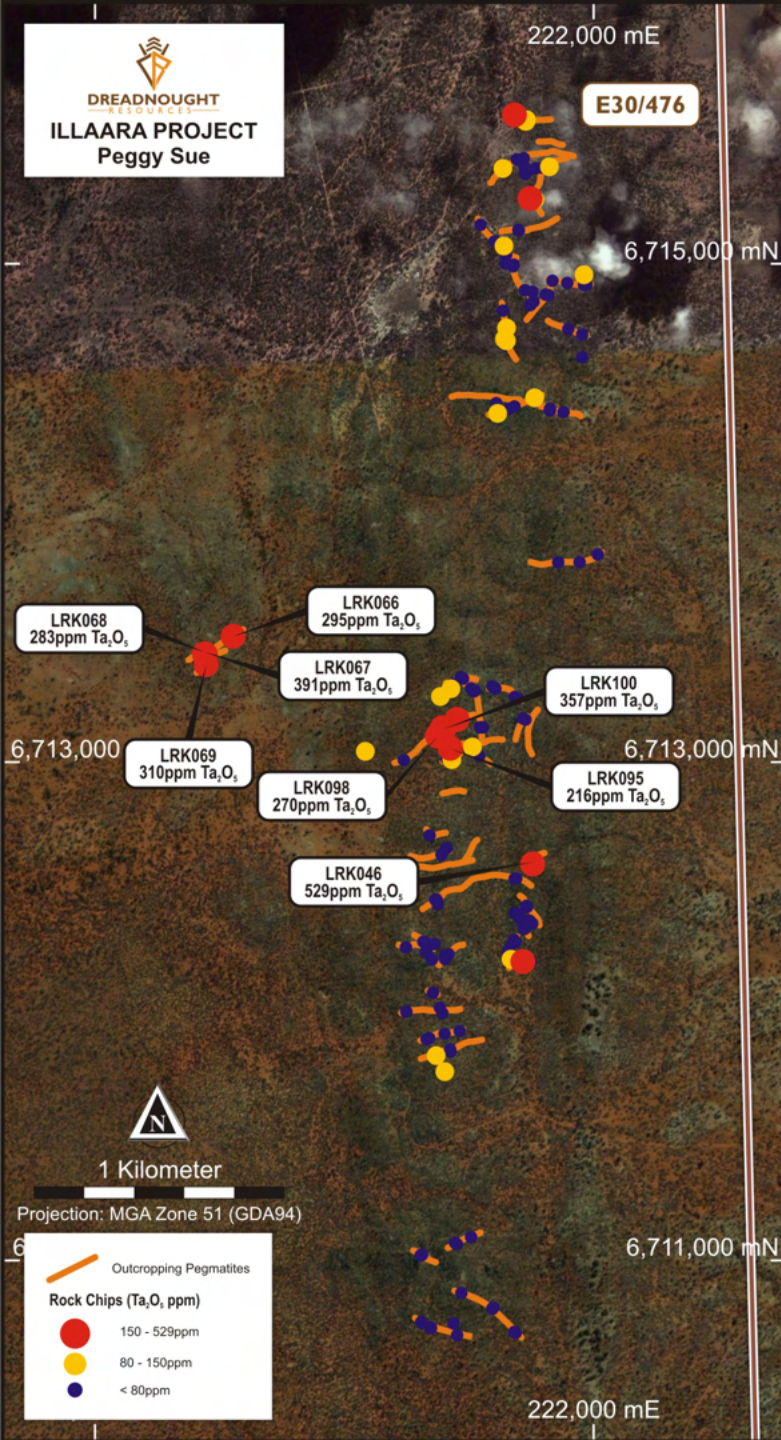 222,000 mE
DREADNOUGHT
RESOURCES
ILLAARA PROJECT
Peggy Sue
E30/476
6,715,000 mN
LRK066
295ppm Ta₂O₅
LRK068
283ppm Ta₂O₅
LRK067
391ppm Ta₂O₅
LRK100
357ppm Ta₂O₅
6,713,000
6,713,000 mN
LRK069
310ppm Ta₂O₅
LRK098
270ppm Ta₂O₅
LRK095
216ppm Ta₂O₅
LRK046
529ppm Ta₂O₅
N
1 Kilometer
Projection: MGA Zone 51 (GDA94)
6
6,711,000 mN
Outcropping Pegmatites
Rock Chips (Ta₂O₅ ppm)
150 - 529ppm
80 - 150ppm
< 80ppm
222,000 mE